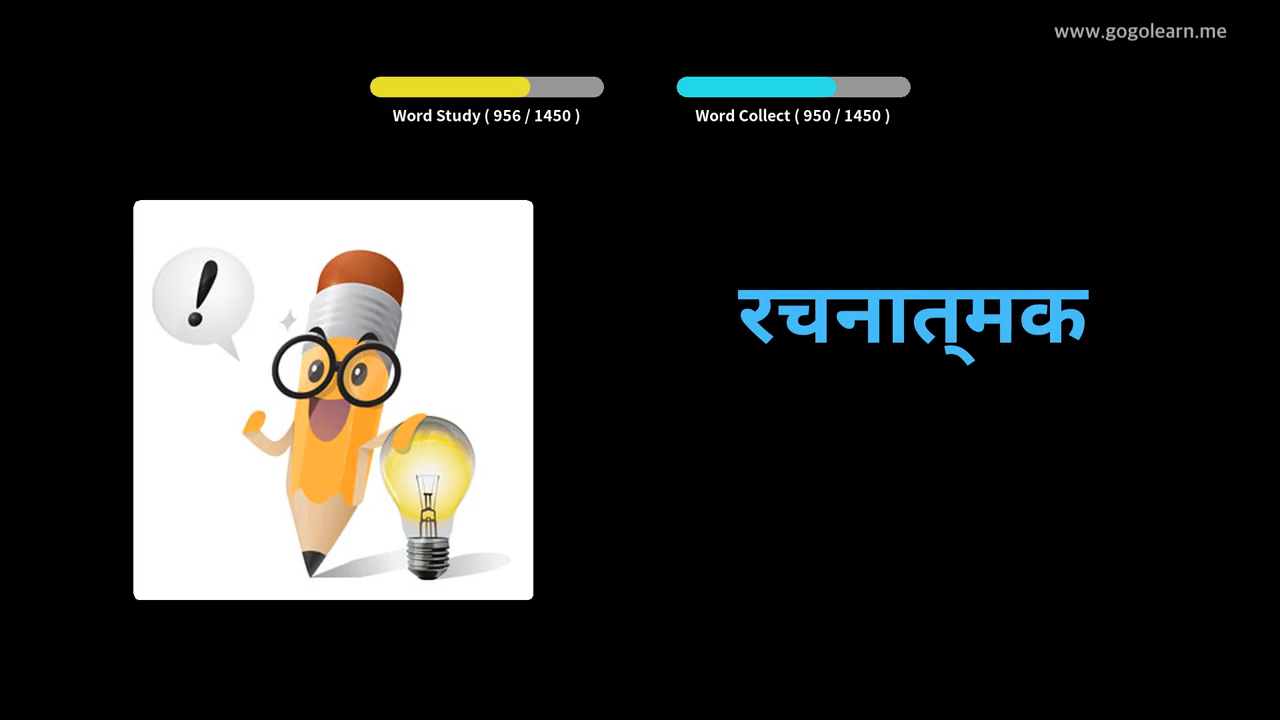 www.gogolearn.me
Word Study ( 956 / 1450 )
Word Collect ( 950 / 1450 )
!
रचनात्‌मक